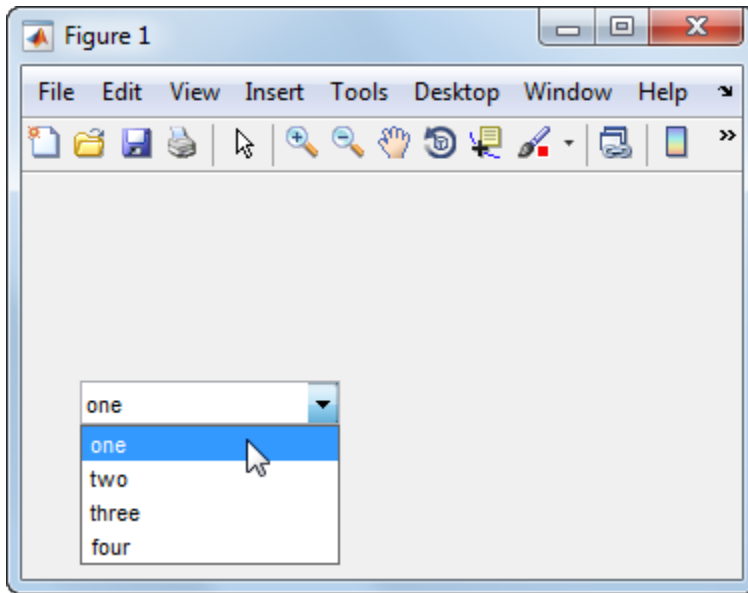 Figure 1
File Edit View Insert Tools Desktop Window Help
one
one
two
three
four